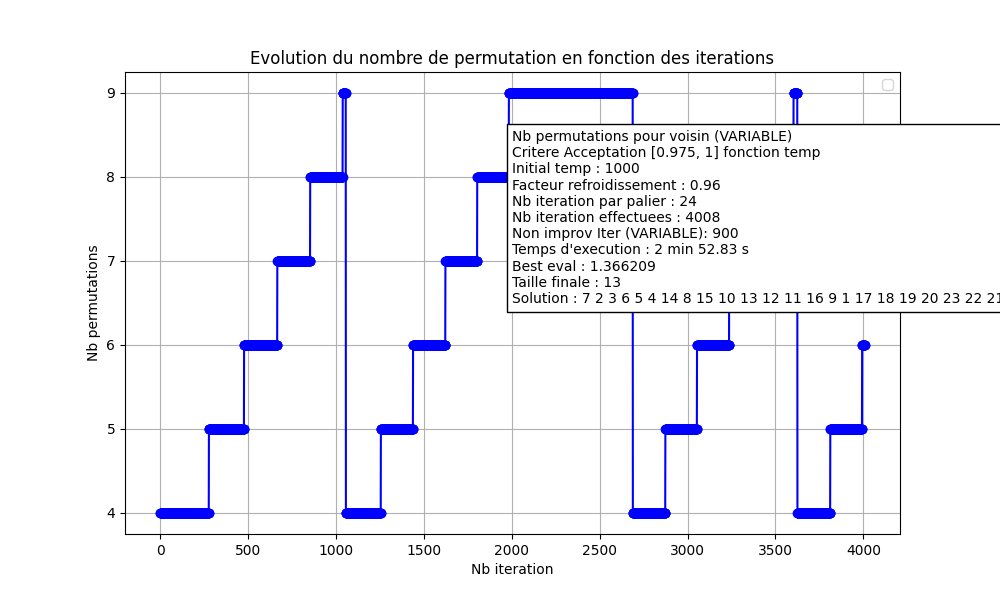 Evolution du nombre de permutation en fonction des iterations
Nb permutations
9
8
7
6
5
4
Nb permutations pour voisin (VARIABLE)
Critere Acceptation [0.975, 1] fonction temp
Initial temp : 1000
Facteur refroidissement : 0.96
Nb iteration par palier : 24
Nb iteration effectuees : 4008
Non improv Iter (VARIABLE): 900
Temps d'execution : 2 min 52.83 s
Best eval : 1.366209
Taille finale : 13
Solution : 7 2 3 6 5 4 14 8 15 10 13 12 11 16 9 1 17 18 19 20 23 22 21
0 500 1000 1500 2000 2500 3000 3500 4000
Nb iteration